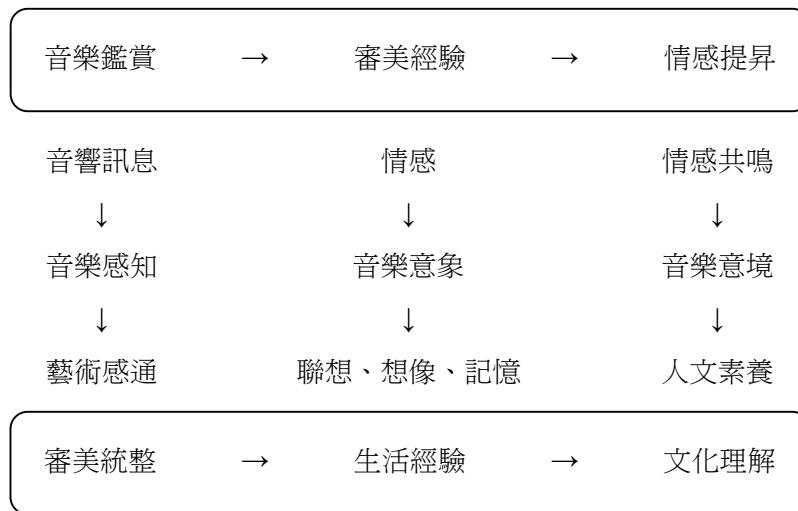 音樂鑑賞 → 審美經驗 → 情感提昇
音響訊息 情感 情感共鳴
↓ ↓ ↓
音樂感知 音樂意象 音樂意境
↓ ↓ ↓
藝術感通 聯想、想像、記憶 人文素養
審美統整 → 生活經驗 → 文化理解